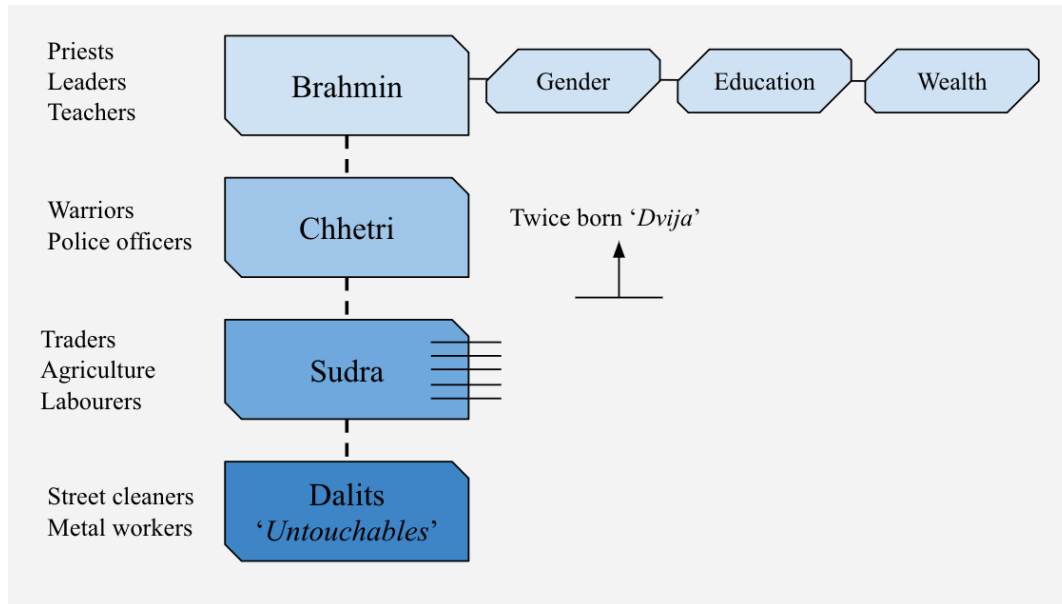 Priests
Leaders
Teachers
Brahmin
Gender
Education
Wealth
Warriors
Police officers
Chhetri
Twice born ‘Dvija’
Traders
Agriculture
Labourers
Sudra
Street cleaners
Metal workers
Dalits
‘Untouchables’